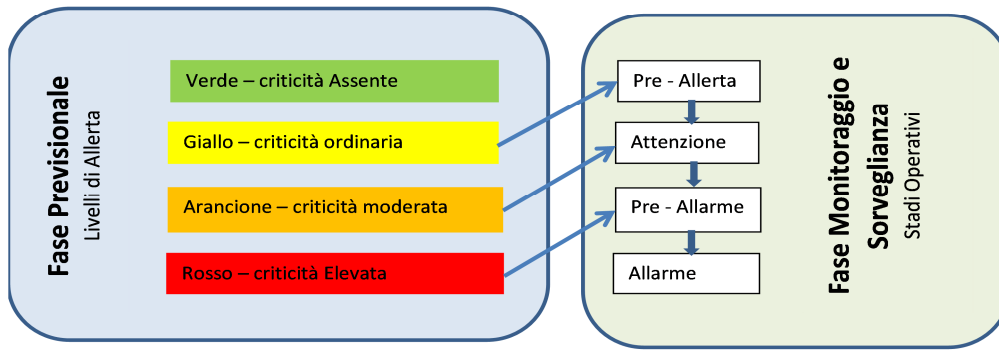 Fase Previsionale
Livelli di Allerta
Verde – criticità Assente
Giallo – criticità ordinaria
Arancione – criticità moderata
Rosso – criticità Elevata
Pre - Allerta
Attenzione
Pre - Allarme
Allarme
Fase Monitoraggio e
Sorveglianza
Stadi Operativi